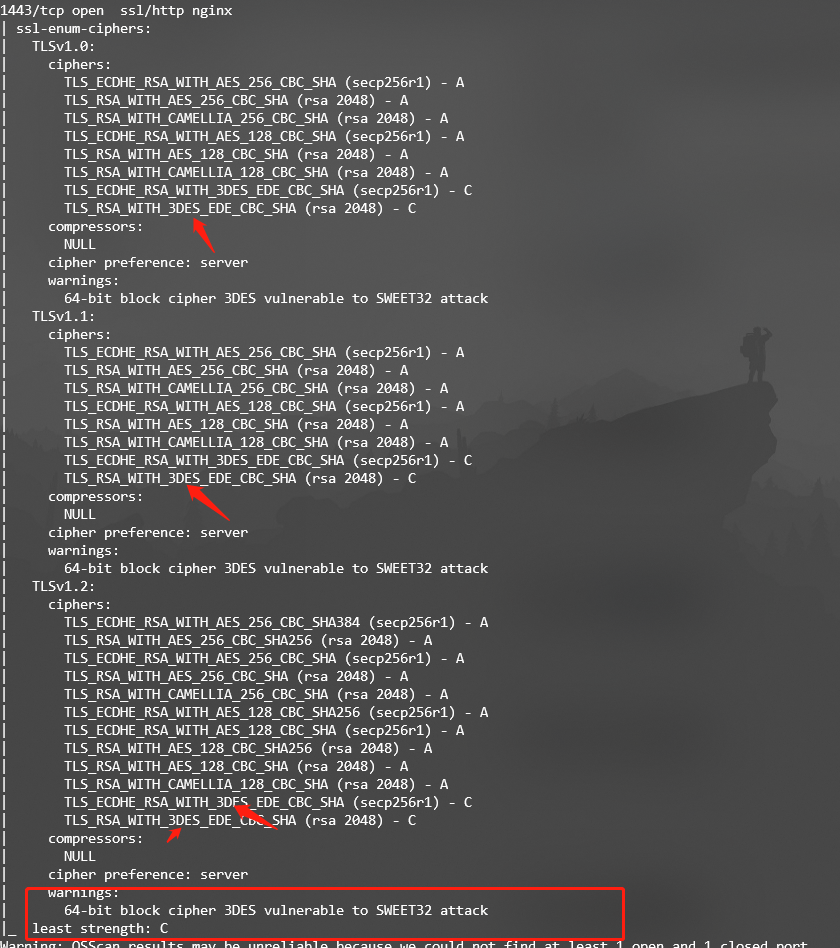 1443/tcp open  ssl/http nginx
| ssl-enum-ciphers:
|   TLSv1.0:
|     ciphers:
|       TLS_ECDHE_RSA_WITH_AES_256_CBC_SHA (secp256r1) - A
|       TLS_RSA_WITH_AES_256_CBC_SHA (rsa 2048) - A
|       TLS_RSA_WITH_CAMELLIA_256_CBC_SHA (rsa 2048) - A
|       TLS_ECDHE_RSA_WITH_AES_128_CBC_SHA (secp256r1) - A
|       TLS_RSA_WITH_AES_128_CBC_SHA (rsa 2048) - A
|       TLS_RSA_WITH_CAMELLIA_128_CBC_SHA (rsa 2048) - A
|       TLS_ECDHE_RSA_WITH_3DES_EDE_CBC_SHA (secp256r1) - C
|       TLS_RSA_WITH_3DES_EDE_CBC_SHA (rsa 2048) - C
|     compressors:
|       NULL
|     cipher preference: server
|     warnings:
|       64-bit block cipher 3DES vulnerable to SWEET32 attack
|   TLSv1.1:
|     ciphers:
|       TLS_ECDHE_RSA_WITH_AES_256_CBC_SHA (secp256r1) - A
|       TLS_RSA_WITH_AES_256_CBC_SHA (rsa 2048) - A
|       TLS_RSA_WITH_CAMELLIA_256_CBC_SHA (rsa 2048) - A
|       TLS_ECDHE_RSA_WITH_AES_128_CBC_SHA (secp256r1) - A
|       TLS_RSA_WITH_AES_128_CBC_SHA (rsa 2048) - A
|       TLS_RSA_WITH_CAMELLIA_128_CBC_SHA (rsa 2048) - A
|       TLS_ECDHE_RSA_WITH_3DES_EDE_CBC_SHA (secp256r1) - C
|       TLS_RSA_WITH_3DES_EDE_CBC_SHA (rsa 2048) - C
|     compressors:
|       NULL
|     cipher preference: server
|     warnings:
|       64-bit block cipher 3DES vulnerable to SWEET32 attack
|   TLSv1.2:
|     ciphers:
|       TLS_ECDHE_RSA_WITH_AES_256_CBC_SHA384 (secp256r1) - A
|       TLS_RSA_WITH_AES_256_CBC_SHA256 (rsa 2048) - A
|       TLS_ECDHE_RSA_WITH_AES_256_CBC_SHA (secp256r1) - A
|       TLS_RSA_WITH_AES_256_CBC_SHA (rsa 2048) - A
|       TLS_RSA_WITH_CAMELLIA_256_CBC_SHA (rsa 2048) - A
|       TLS_ECDHE_RSA_WITH_AES_128_CBC_SHA256 (secp256r1) - A
|       TLS_ECDHE_RSA_WITH_AES_128_CBC_SHA (secp256r1) - A
|       TLS_RSA_WITH_AES_128_CBC_SHA256 (rsa 2048) - A
|       TLS_RSA_WITH_AES_128_CBC_SHA (rsa 2048) - A
|       TLS_RSA_WITH_CAMELLIA_128_CBC_SHA (rsa 2048) - A
|       TLS_ECDHE_RSA_WITH_3DES_EDE_CBC_SHA (secp256r1) - C
|       TLS_RSA_WITH_3DES_EDE_CBC_SHA (rsa 2048) - C
|     compressors:
|       NULL
|     cipher preference: server
|     warnings:
|       64-bit block cipher 3DES vulnerable to SWEET32 attack
|_  least strength: C
Warning: OSScan results may be unreliable because we could not find at least 1 open and 1 closed port